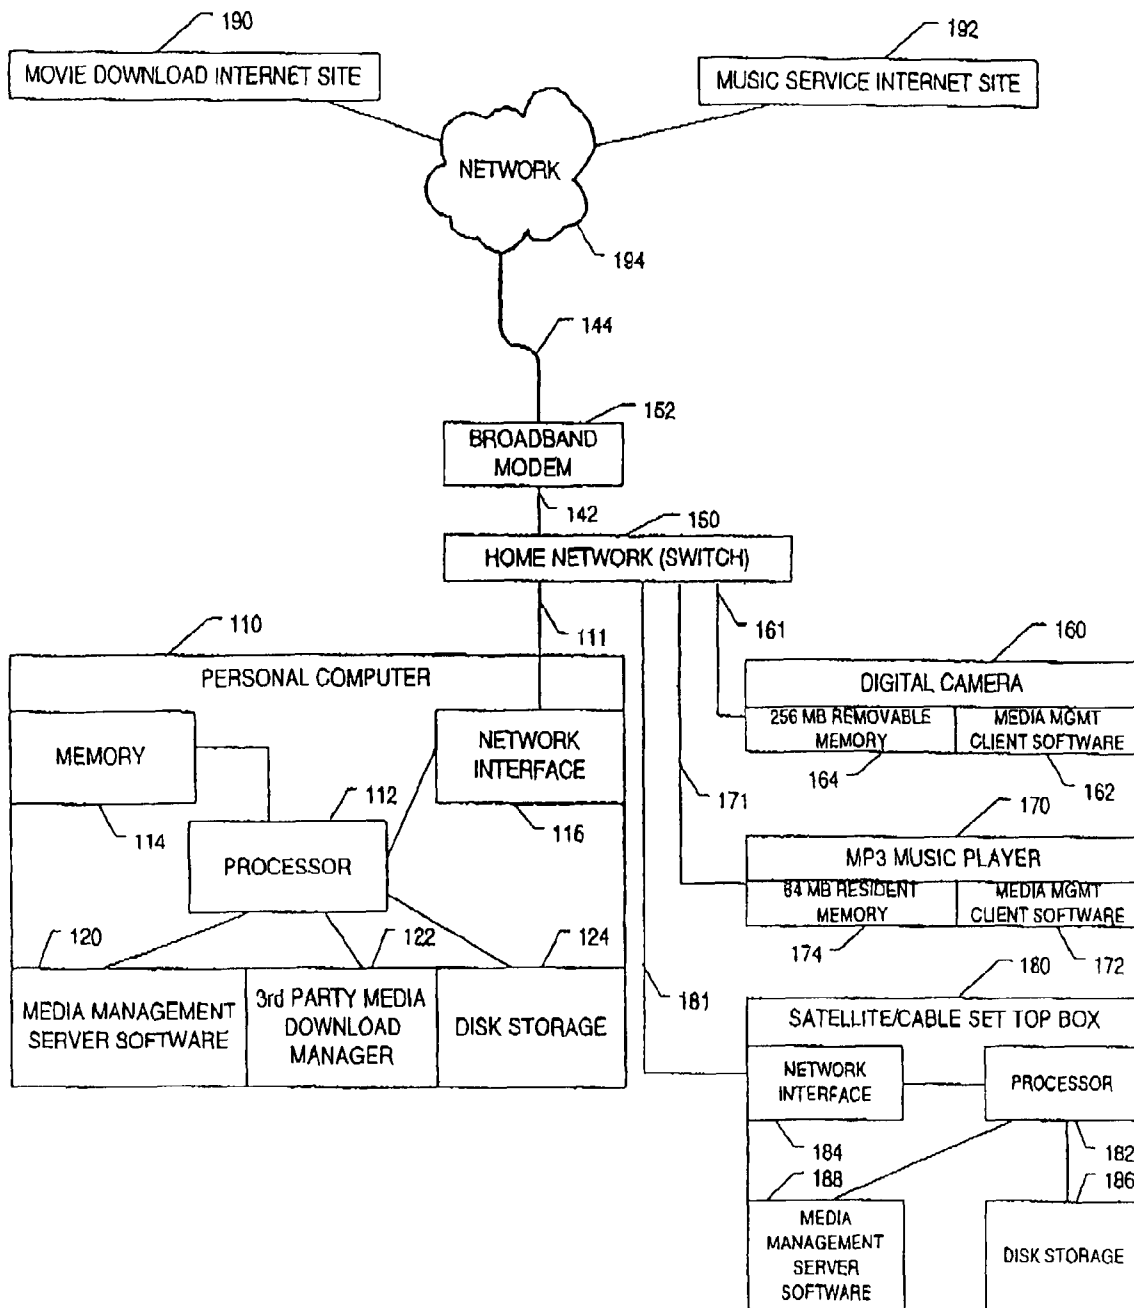 190
192
MOVIE DOWNLOAD INTERNET SITE
MUSIC SERVICE INTERNET SITE
NETWORK
194
144
152
BROADBAND
MODEM
142
150
HOME NETWORK (SWITCH)
111
161
110
160
PERSONAL COMPUTER
DIGITAL CAMERA
256 MB REMOVABLE
MEMORY
MEDIA MGMT
CLIENT SOFTWARE
164
162
MEMORY
NETWORK
INTERFACE
114
112
116
171
170
PROCESSOR
MP3 MUSIC PLAYER
64 MB RESIDENT
MEMORY
MEDIA MGMT
CLIENT SOFTWARE
174
172
120
122
124
181
180
MEDIA MANAGEMENT
SERVER SOFTWARE
3rd PARTY MEDIA
DOWNLOAD
MANAGER
DISK STORAGE
SATELLITE/CABLE SET TOP BOX
NETWORK
INTERFACE
PROCESSOR
184
182
188
186
MEDIA
MANAGEMENT
SERVER
SOFTWARE
DISK STORAGE